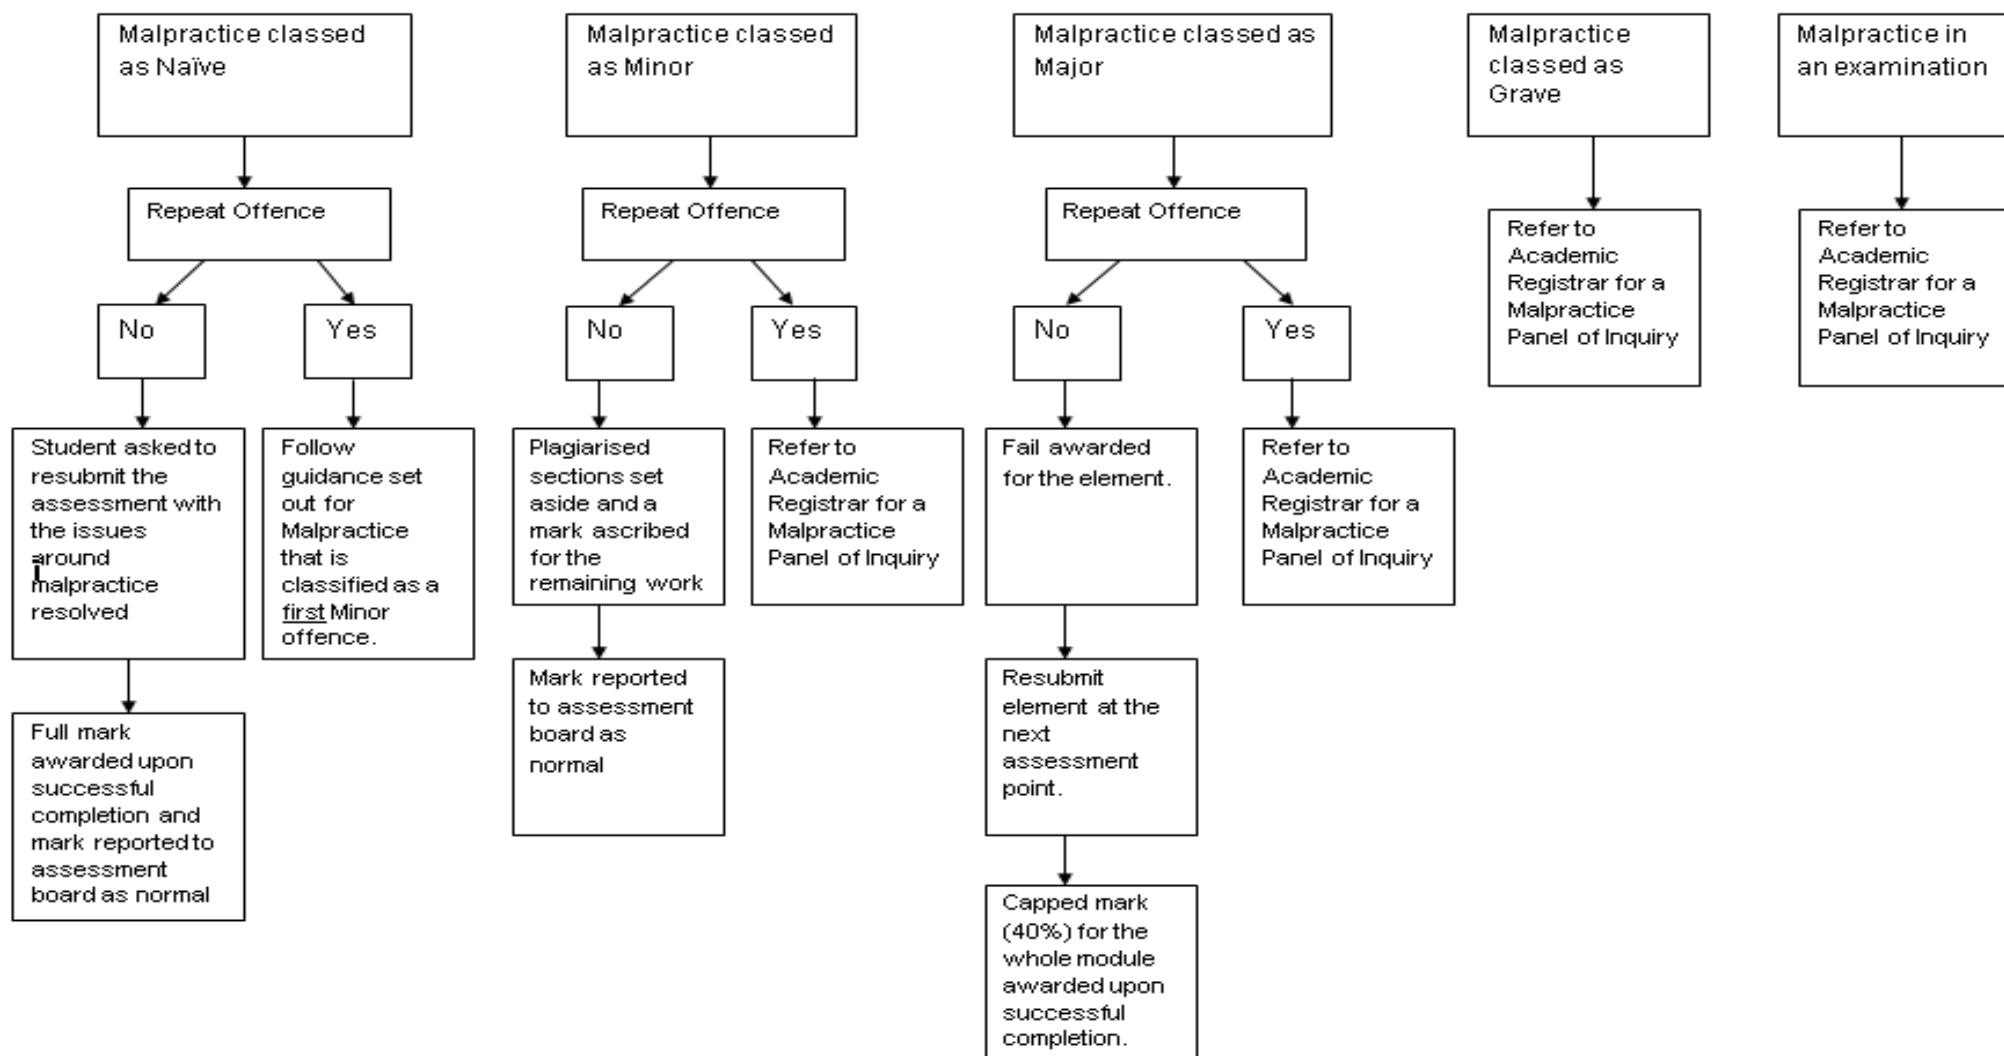 Malpractice classed
as Naïve
Repeat Offence
No
Yes
Student asked to
resubmit the
assessment with
the issues
around
malpractice
resolved
Follow
guidance set
out for
Malpractice
that is
classified as a
first Minor
offence.
Full mark
awarded upon
successful
completion and
mark reported to
assessment
board as normal
Malpractice classed
as Minor
Repeat Offence
No
Yes
Plagiarised
sections set
aside and a
mark ascribed
for the
remaining work
Refer to
Academic
Registrar for a
Malpractice
Panel of Inquiry
Mark reported
to assessment
board as
normal
Malpractice classed as
Major
Repeat Offence
No
Yes
Fail awarded
for the element.
Refer to
Academic
Registrar for a
Malpractice
Panel of Inquiry
Resubmit
element at the
next
assessment
point.
Capped mark
(40%) for the
whole module
awarded upon
successful
completion.
Malpractice
classed as
Grave
Refer to
Academic
Registrar for a
Malpractice
Panel of Inquiry
Malpractice in
an examination
Refer to
Academic
Registrar for a
Malpractice
Panel of Inquiry